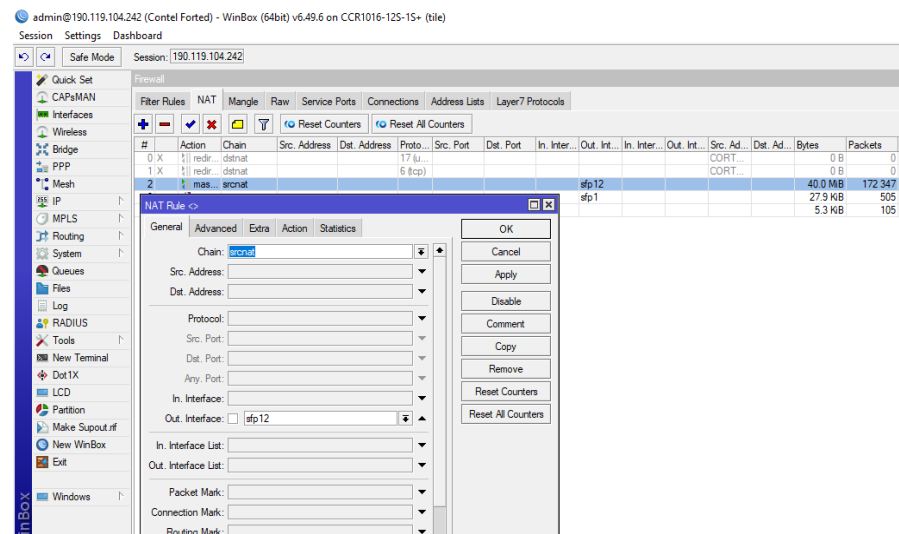 admin@190.119.104.242 (Contel Forted) - WinBox (64bit) v6.49.6 on CCR1016-12S-1S+ (tile)
Session Settings Dashboard
Safe Mode Session: 190.119.104.242
Quick Set
CAPsMAN
Interfaces
Wireless
Bridge
PPP
Mesh
IP
MPLS
Routing
System
Queues
Files
Log
RADIUS
Tools
New Terminal
Dot1X
LCD
Partition
Make Supout.rif
New WinBox
Exit
Windows
inBox
Firewall
Filter Rules NAT Mangle Raw Service Ports Connections Address Lists Layer7 Protocols
Reset Counters Reset All Counters
# Action Chain Src. Address Dst. Address Proto... Src. Port Dst. Port In. Inter... Out. Int... In. Inter... Out. Int... Src. Ad... Dst. Ad... Bytes Packets
0 X redir... dstnat 17 (u... CORT... 0 B 0
1 X redir... dstnat 6 (tcp) CORT... 0 B 0
2 mas... srcnat sfp12 40.0 MiB 172 347
sfp1 27.9 KiB 505
5.3 KiB 105
NAT Rule <>
General Advanced Extra Action Statistics
Chain: srcnat
Src. Address:
Dst. Address:
Protocol:
Src. Port:
Dst. Port:
Any. Port:
In. Interface:
Out. Interface: sfp12
In. Interface List:
Out. Interface List:
Packet Mark:
Connection Mark:
Routing Mark:
OK
Cancel
Apply
Disable
Comment
Copy
Remove
Reset Counters
Reset All Counters